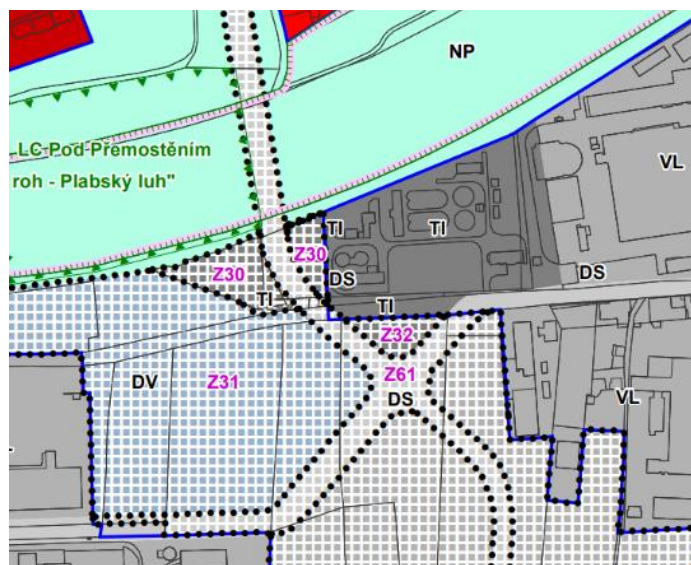 NP
LC Pod Přemostěním
roh - Plabský luh"
VL
TI
TI
Z30
Z30
DS
DS
TI
TI
Z32
DV
Z31
Z61
DS
VL